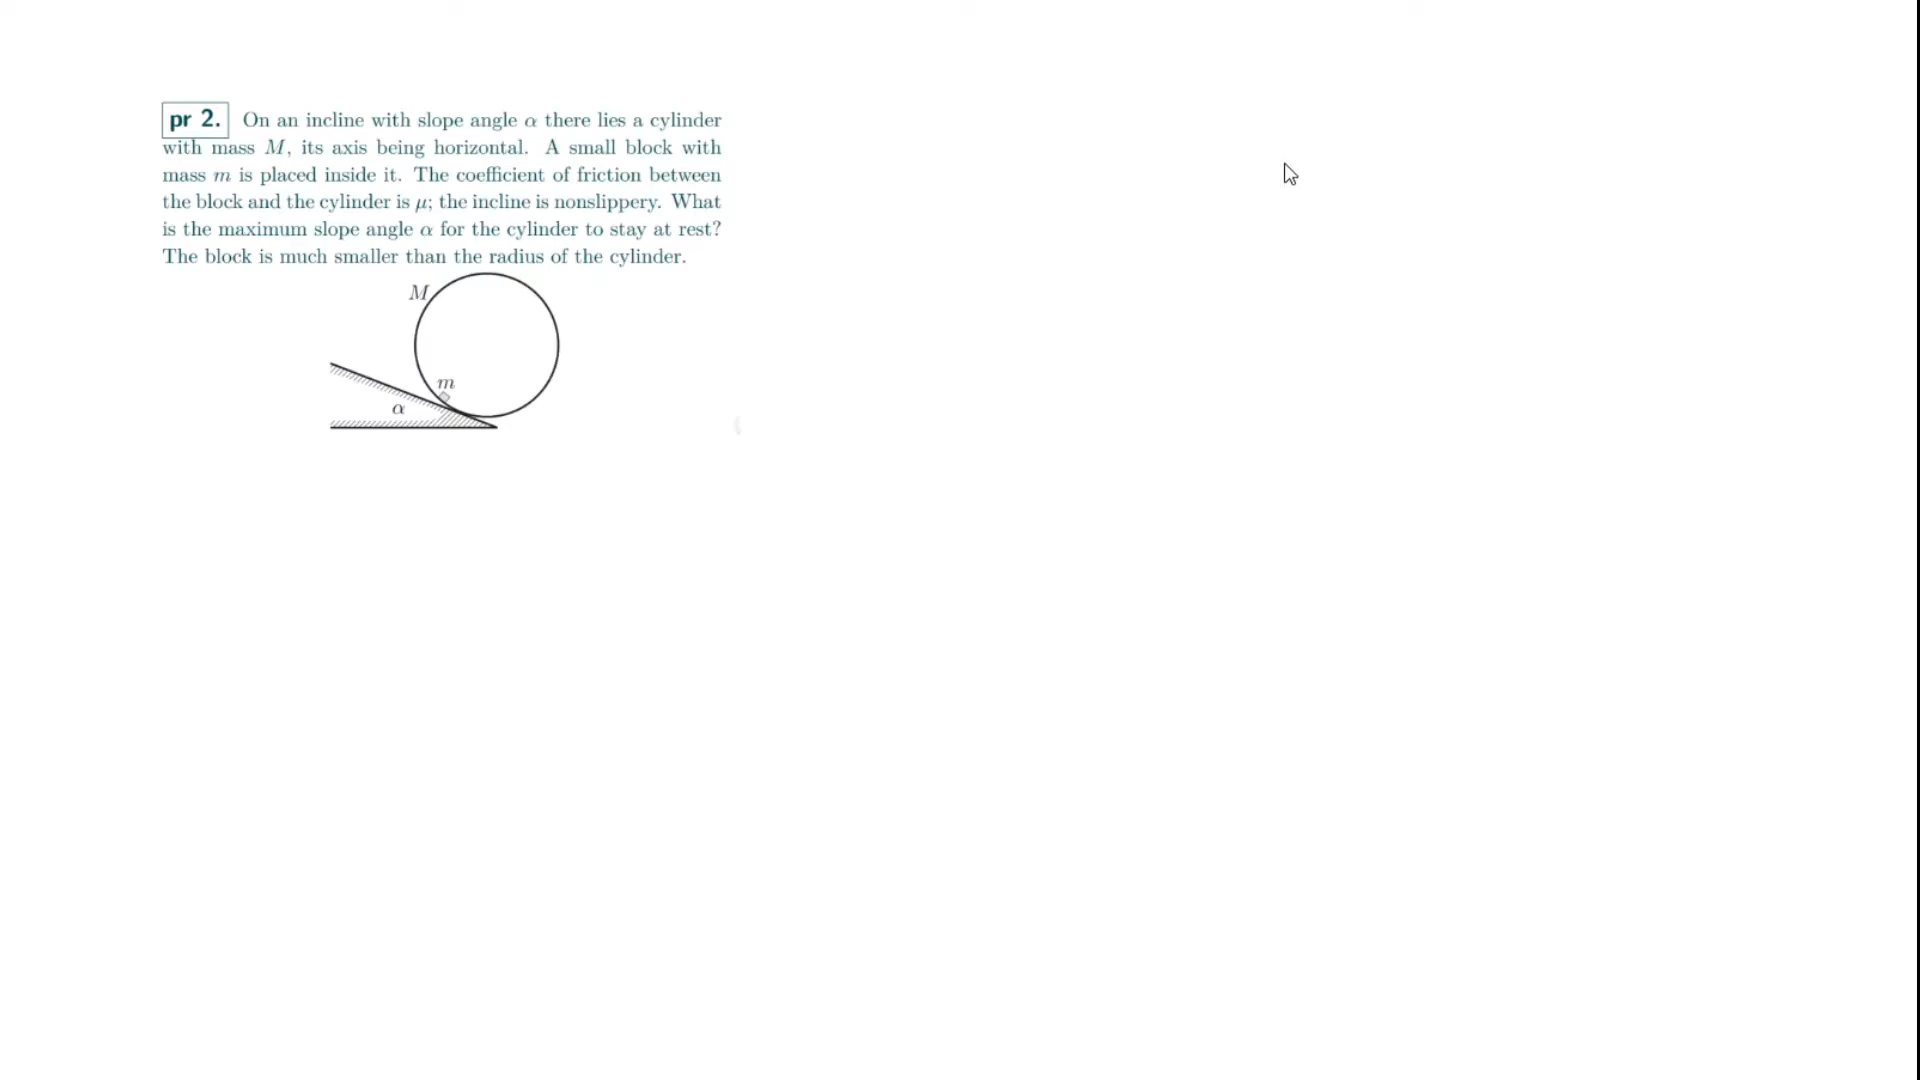 pr 2. On an incline with slope angle α there lies a cylinder
with mass M, its axis being horizontal. A small block with
mass m is placed inside it. The coefficient of friction between
the block and the cylinder is μ; the incline is nonslippery. What
is the maximum slope angle α for the cylinder to stay at rest?
The block is much smaller than the radius of the cylinder.
M
m
α